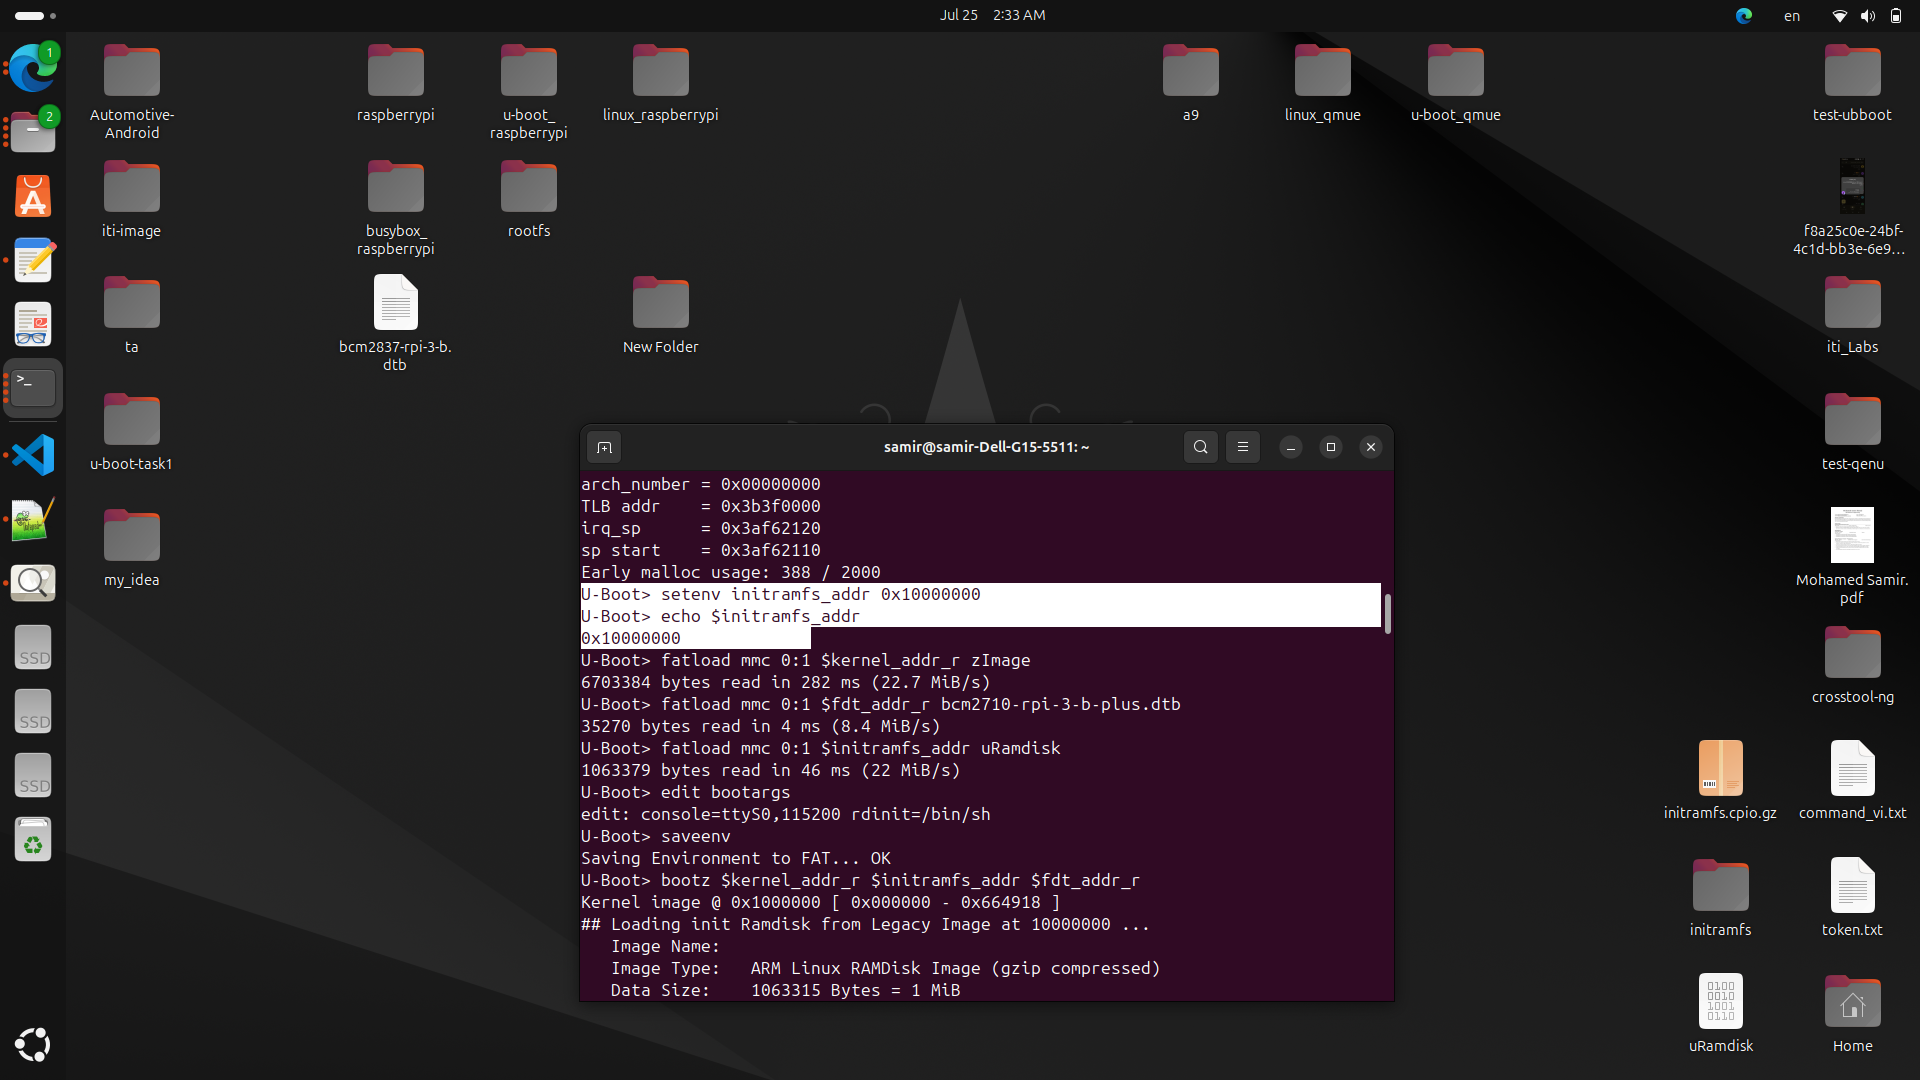 Jul 25 2:33 AM
en
1
2
SSD
SSD
SSD
Automotive-
Android
raspberrypi
u-boot_
raspberrypi
linux_raspberrypi
a9
linux_qmue
u-boot_qmue
test-ubboot
iti-image
busybox_
raspberrypi
rootfs
f8a25c0e-24bf-
4c1d-bb3e-6e9...
ta
bcm2837-rpi-3-b.
dtb
New Folder
iti_Labs
u-boot-task1
test-qenu
my_idea
Mohamed Samir.
pdf
crosstool-ng
initramfs.cpio.gz
command_vi.txt
initramfs
token.txt
uRamdisk
Home
samir@samir-Dell-G15-5511: ~
arch_number = 0x00000000
TLB addr    = 0x3b3f0000
irq_sp      = 0x3af62120
sp start    = 0x3af62110
Early malloc usage: 388 / 2000
U-Boot> setenv initramfs_addr 0x10000000
U-Boot> echo $initramfs_addr
0x10000000
U-Boot> fatload mmc 0:1 $kernel_addr_r zImage
6703384 bytes read in 282 ms (22.7 MiB/s)
U-Boot> fatload mmc 0:1 $fdt_addr_r bcm2710-rpi-3-b-plus.dtb
35270 bytes read in 4 ms (8.4 MiB/s)
U-Boot> fatload mmc 0:1 $initramfs_addr uRamdisk
1063379 bytes read in 46 ms (22 MiB/s)
U-Boot> edit bootargs
edit: console=ttyS0,115200 rdinit=/bin/sh
U-Boot> saveenv
Saving Environment to FAT... OK
U-Boot> bootz $kernel_addr_r $initramfs_addr $fdt_addr_r
Kernel image @ 0x1000000 [ 0x000000 - 0x664918 ]
## Loading init Ramdisk from Legacy Image at 10000000 ...
   Image Name:
   Image Type:   ARM Linux RAMDisk Image (gzip compressed)
   Data Size:    1063315 Bytes = 1 MiB